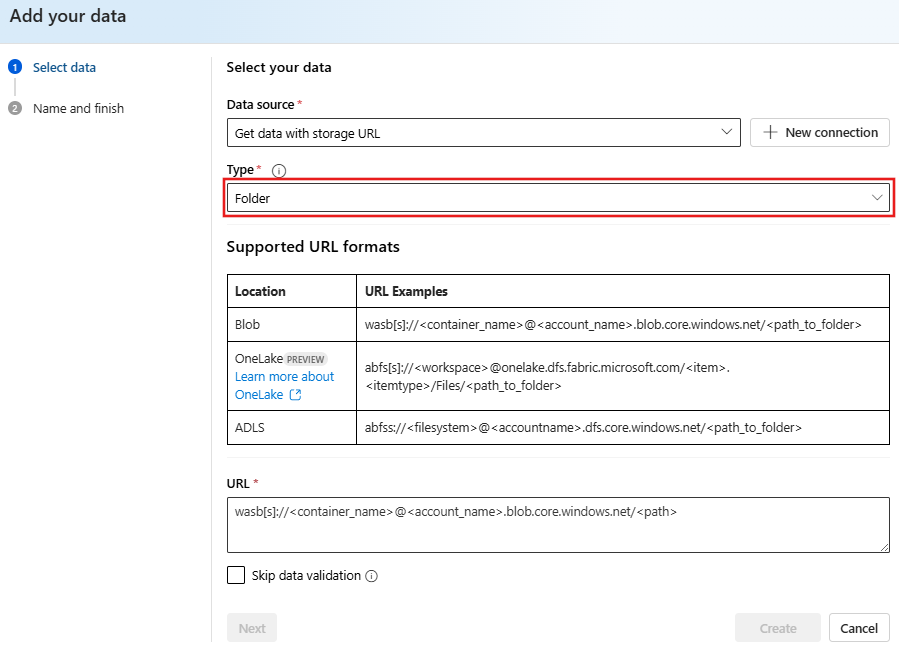 Add your data
1 Select data
2 Name and finish
Select your data
Data source *
Get data with storage URL
New connection
Type *
Folder
Supported URL formats
Location URL Examples
Blob wasb[s]://<container_name>@<account_name>.blob.core.windows.net/<path_to_folder>
OneLake PREVIEW
Learn more about
OneLake
abfs[s]://<workspace>@onelake.dfs.fabric.microsoft.com/<item>.
<itemtype>/Files/<path_to_folder>
ADLS abfss://<filesystem>@<accountname>.dfs.core.windows.net/<path_to_folder>
URL *
wasb[s]://<container_name>@<account_name>.blob.core.windows.net/<path>
Skip data validation
Next Create Cancel